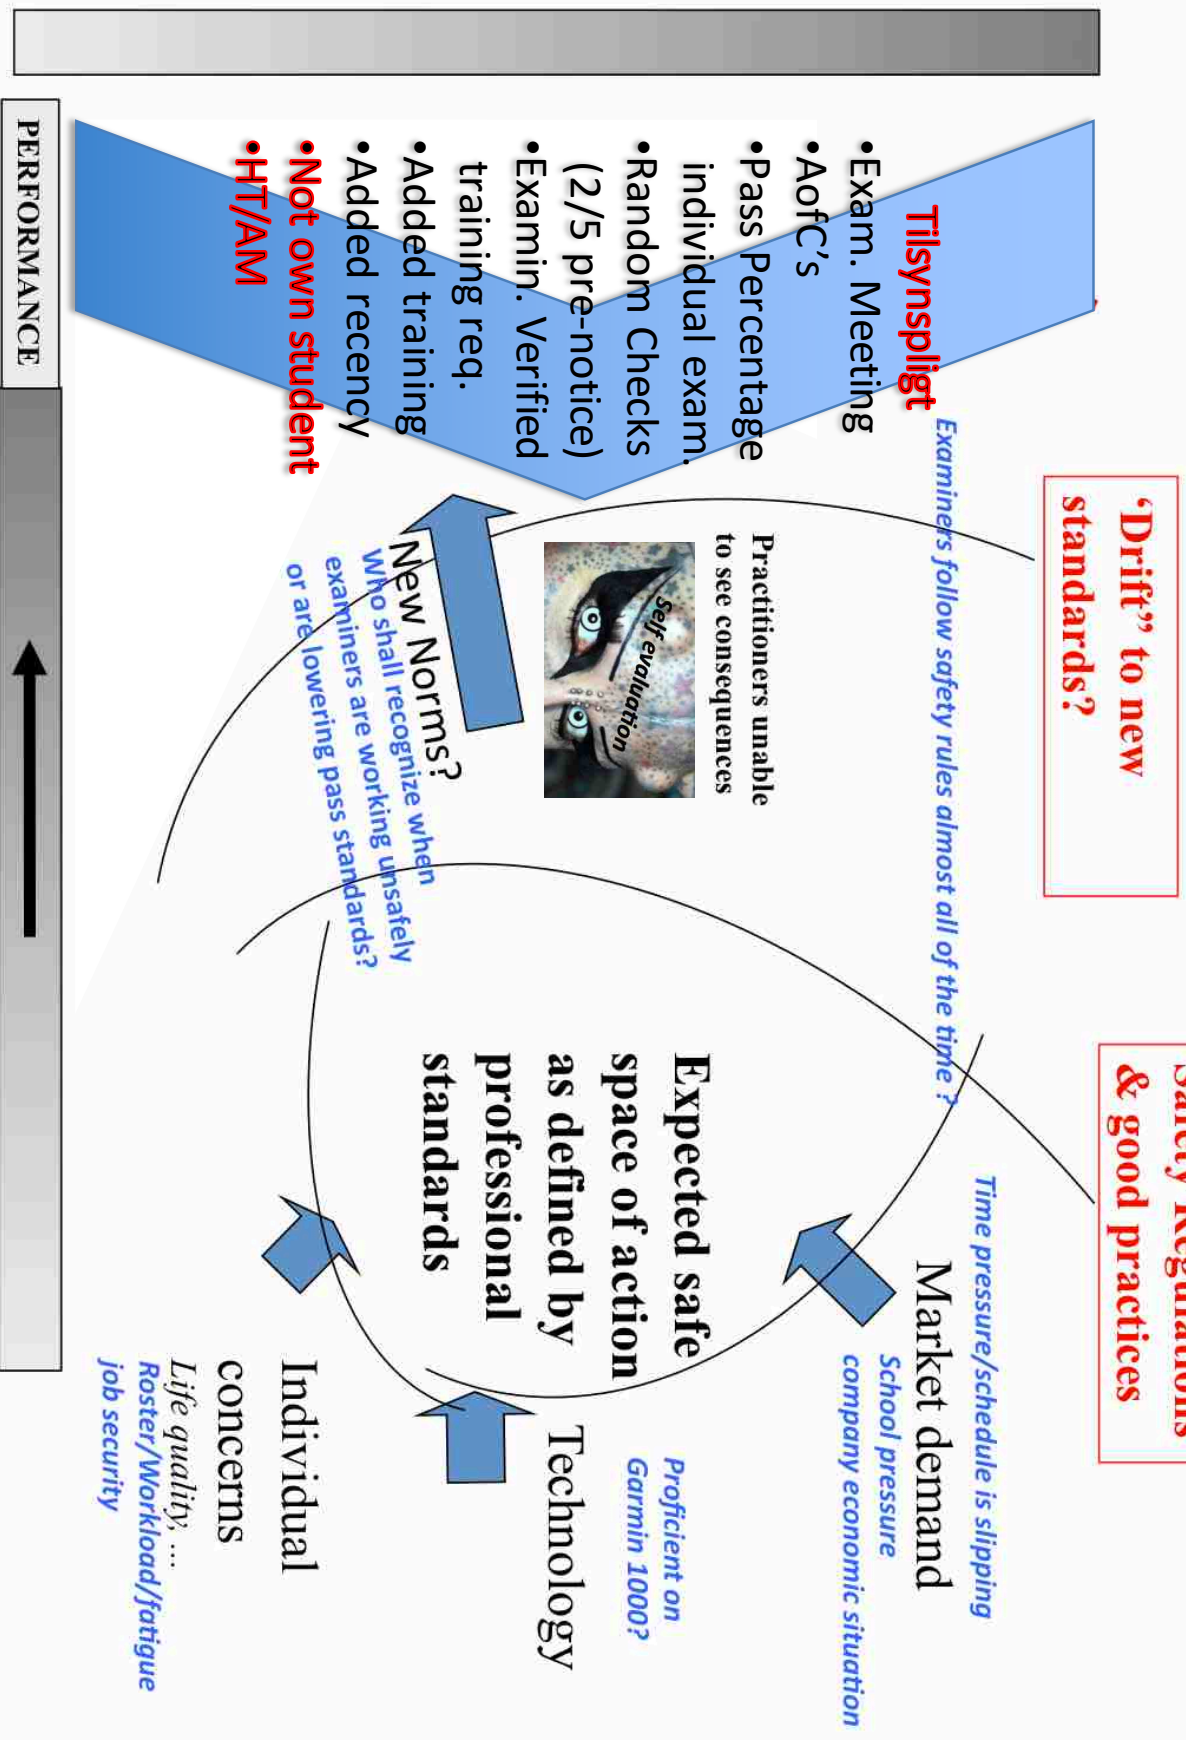 'Drift” to new
standards?
Safety Regulations
& good practices
Tilsynspligt
•Exam. Meeting
•AofC’s
•Pass Percentage
individual exam.
•Random Checks
(2/5 pre-notice)
•Examin. Verified
training req.
•Added training
•Added recency
•Not own student
•HT/AM
Examiners follow safety rules almost all of the time ?
Practitioners unable
to see consequences
Self evaluation
New Norms?
Who shall recognize when
examiners are working unsafely
or are lowering pass standards?
Expected safe
space of action
as defined by
professional
standards
Time pressure/schedule is slipping
Market demand
School pressure
company economic situation
Proficient on
Garmin 1000?
Technology
Individual
concerns
Life quality, ...
Roster/Workload/fatigue
job security
PERFORMANCE